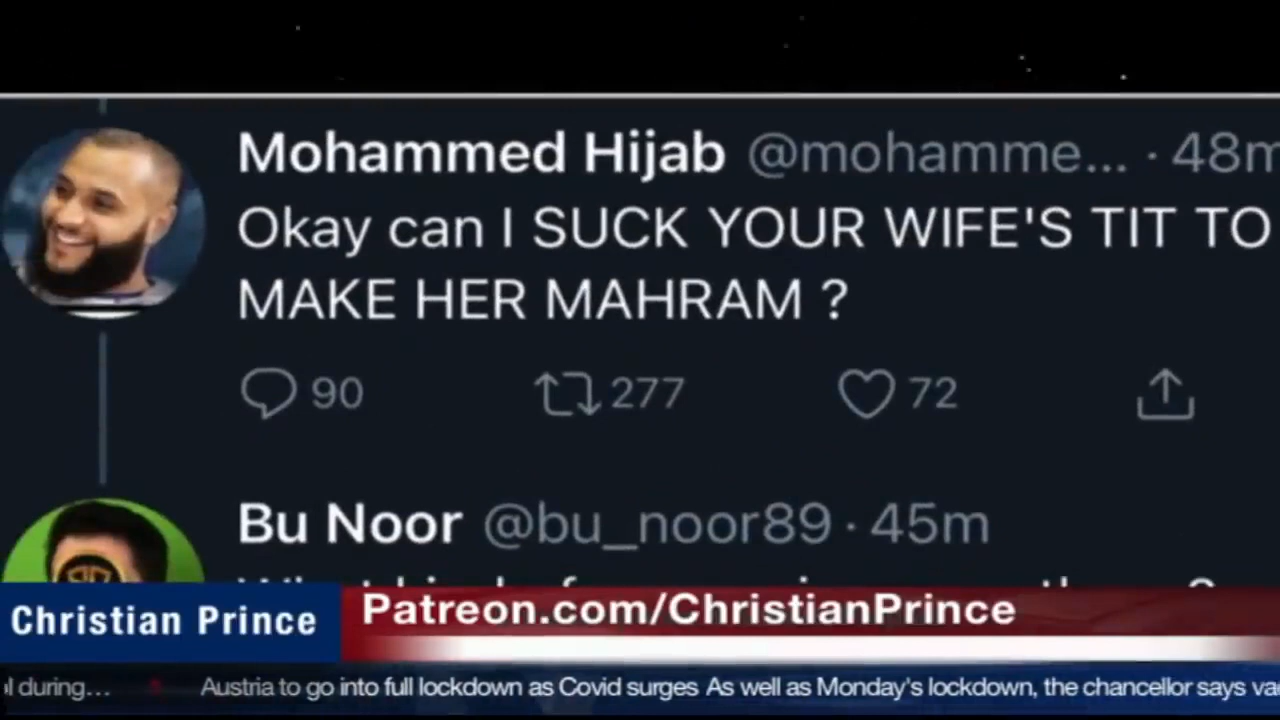 Mohammed Hijab @mohamme... · 48m
Okay can I SUCK YOUR WIFE'S TIT TO
MAKE HER MAHRAM ?
90 277 72
Bu Noor @bu_noor89 · 45m
Christian Prince
Patreon.com/ChristianPrince
l during... Austria to go into full lockdown as Covid surges As well as Monday's lockdown, the chancellor says va